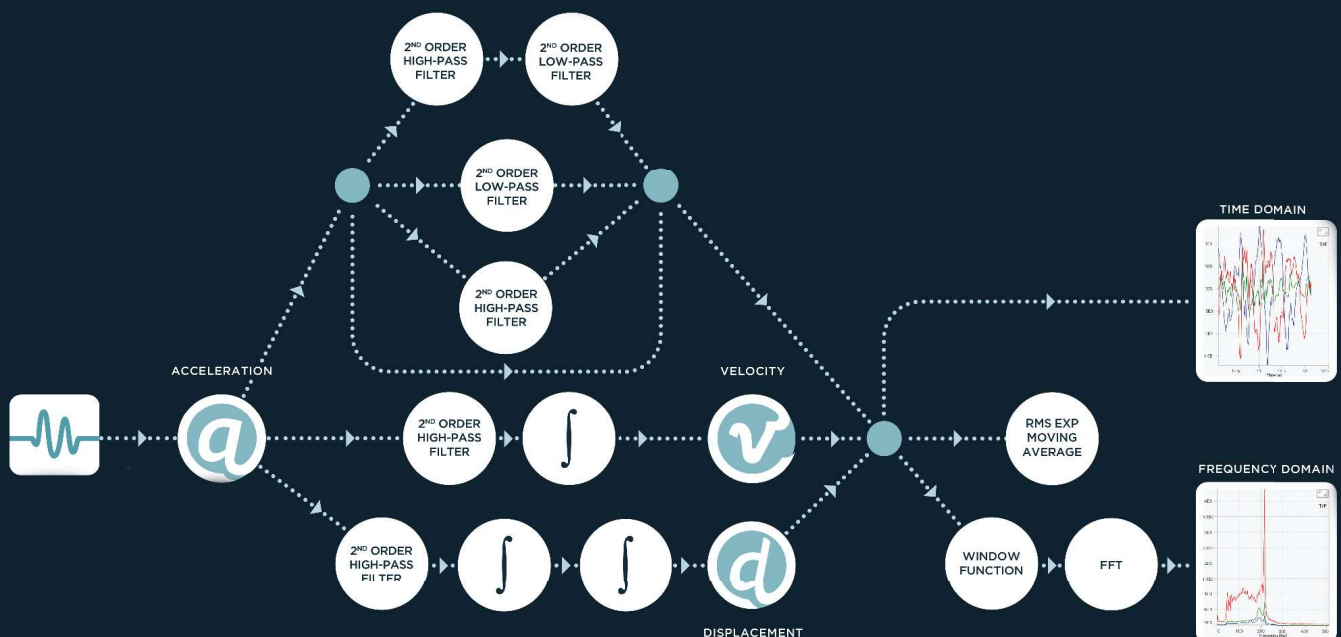 2ND ORDER
HIGH-PASS
FILTER
2ND ORDER
LOW-PASS
FILTER
2ND ORDER
LOW-PASS
FILTER
2ND ORDER
HIGH-PASS
FILTER
TIME DOMAIN
T/F
ACCELERATION
a
2ND ORDER
HIGH-PASS
FILTER
∫
VELOCITY
v
RMS EXP
MOVING
AVERAGE
2ND ORDER
HIGH-PASS
FILTER
∫
∫
d
DISPLACEMENT
WINDOW
FUNCTION
FFT
FREQUENCY DOMAIN
T/F